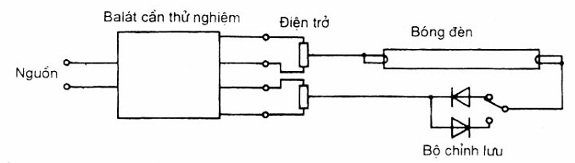 Balát cần thử nghiệm
Điện trở
Bóng đèn
Nguồn
Bộ chỉnh lưu